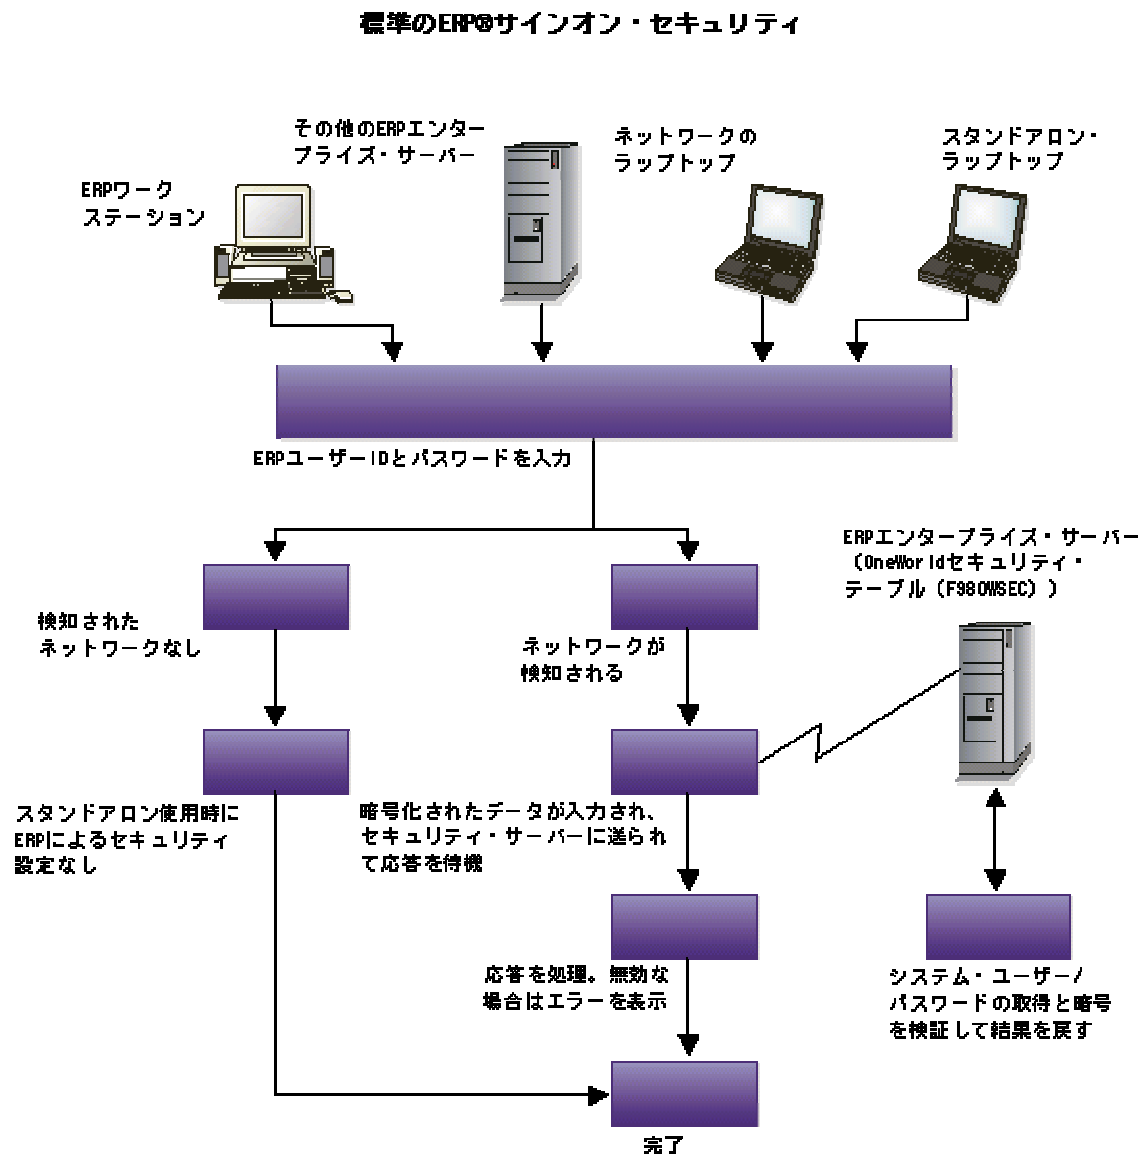 標準のERP®サインオン・セキュリティ
その他のERPエンター
プライズ・サーバー
ネットワークの
ラップトップ
スタンドアロン・
ラップトップ
ERPワーク
ステーション
ERPユーザーIDとパスワードを入力
ERPエンタープライズ・サーバー
（OneWorldセキュリティ・
テーブル（F98OWSEC））
検知された
ネットワークなし
ネットワークが
検知される
スタンドアロン使用時に
ERPによるセキュリティ
設定なし
暗号化されたデータが入力され、
セキュリティ・サーバーに送られ
て応答を待機
応答を処理。無効な
場合はエラーを表示
システム・ユーザー/
パスワードの取得と暗号
を検証して結果を戻す
完了